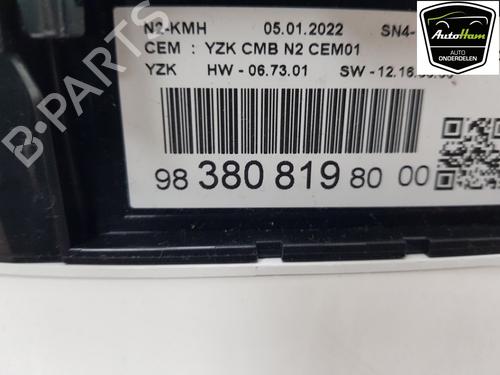 N2-KMH 05.01.2022 SN4-
CEM : YZK CMB N2 CEM01
YZK HW - 06.73.01 SW - 12.16.
98 380 819 80 00
AutoHam
AUTO
ONDERDELEN
B-PARTS